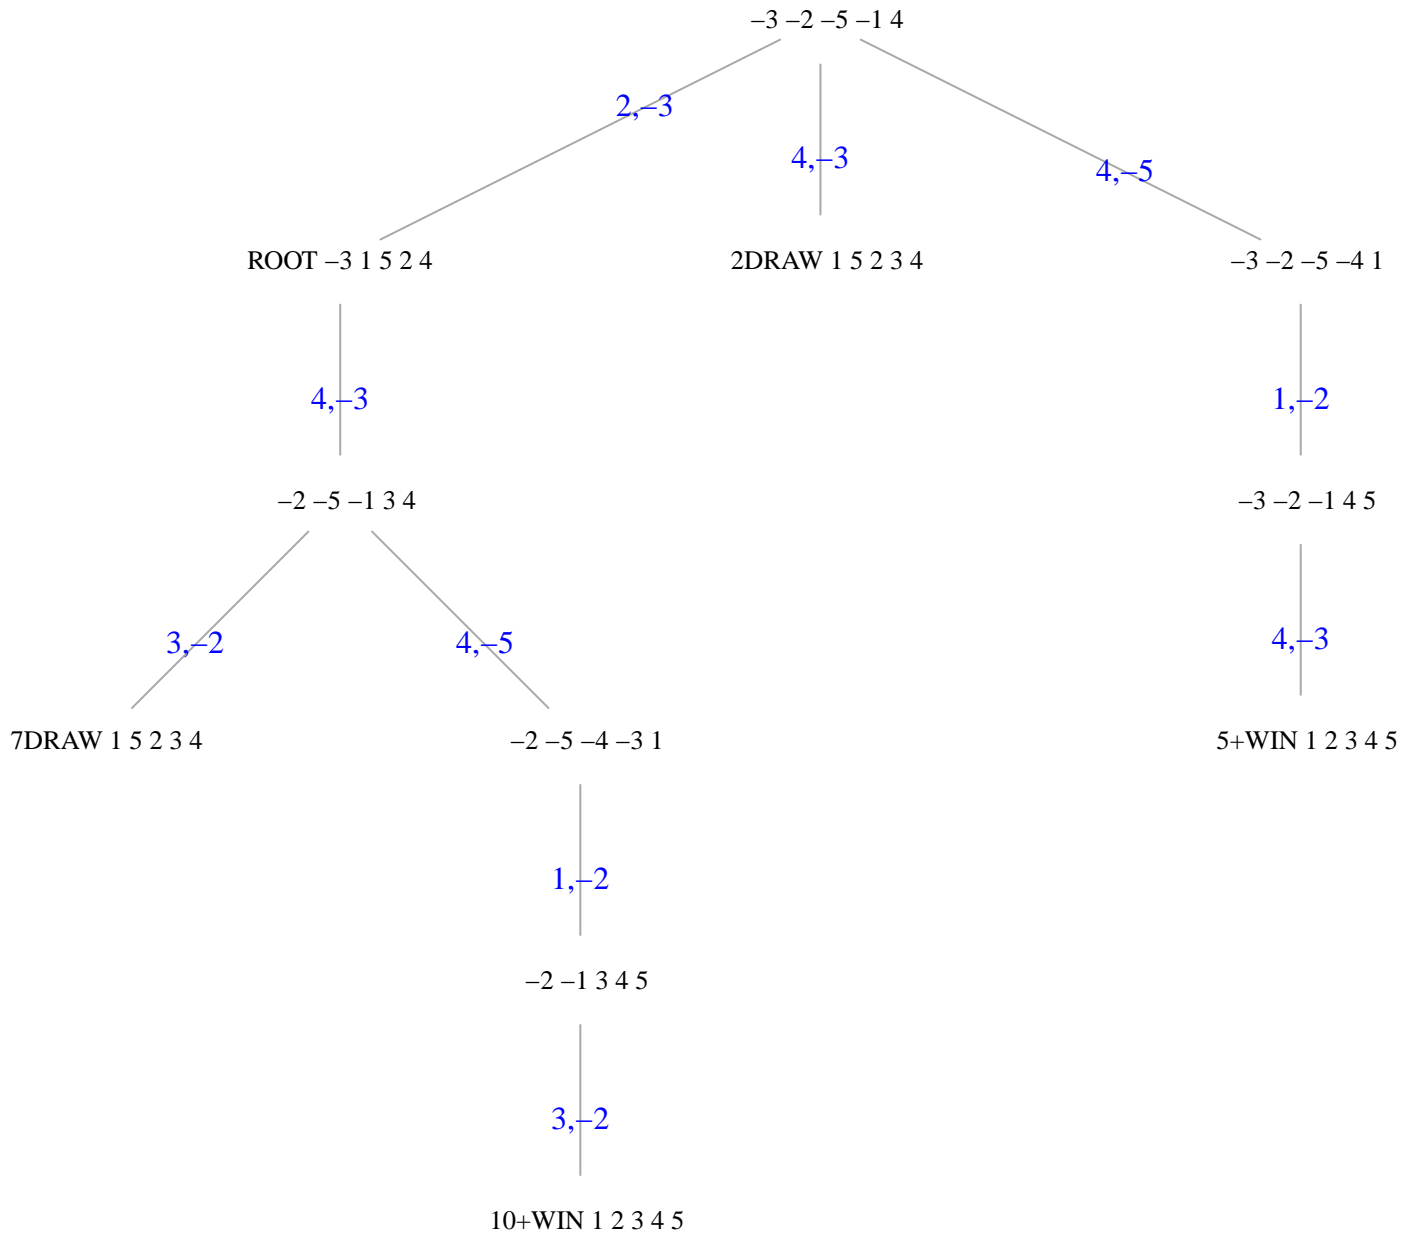 –3 –2 –5 –1 4
2,–3
4,–3
4,–5
ROOT –3 1 5 2 4
2DRAW 1 5 2 3 4
–3 –2 –5 –4 1
4,–3
1,–2
–2 –5 –1 3 4
–3 –2 –1 4 5
3,–2
4,–5
4,–3
7DRAW 1 5 2 3 4
–2 –5 –4 –3 1
5+WIN 1 2 3 4 5
1,–2
–2 –1 3 4 5
3,–2
10+WIN 1 2 3 4 5